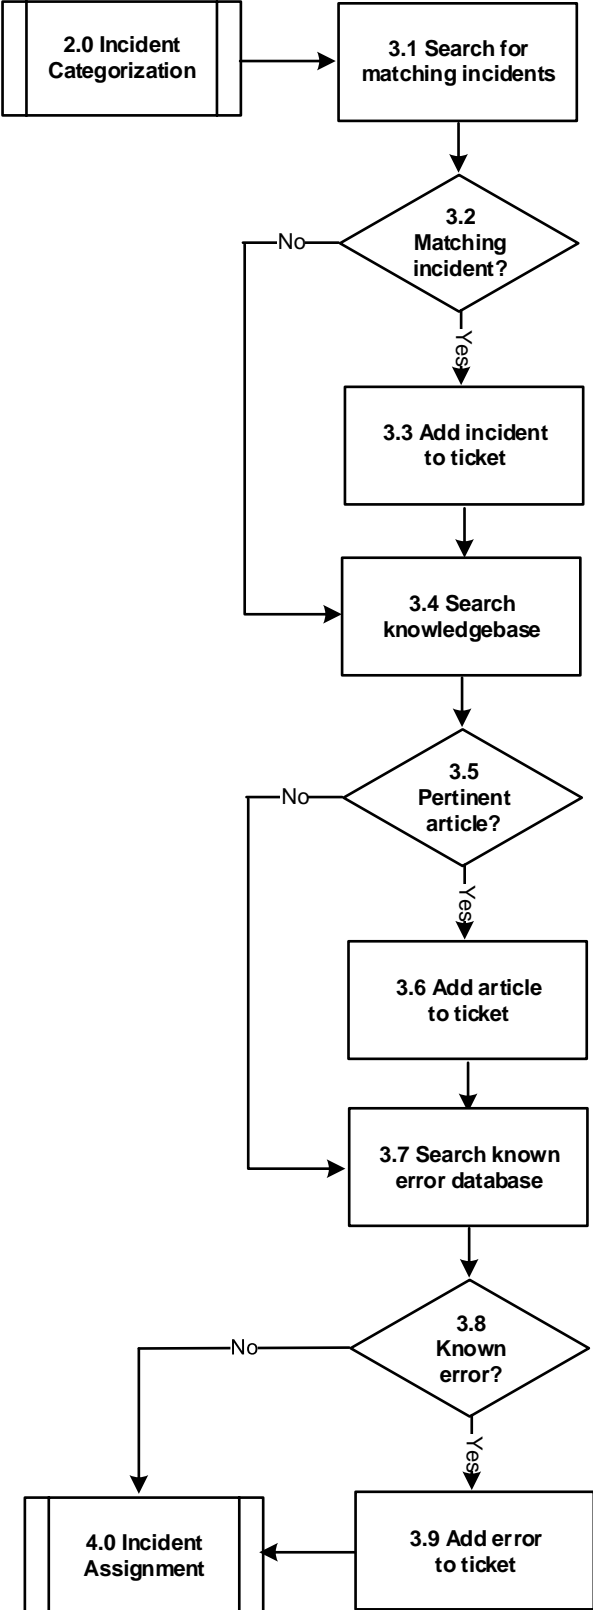 2.0 Incident
Categorization
3.1 Search for
matching incidents
3.2
Matching
incident?
No
Yes
3.3 Add incident
to ticket
3.4 Search
knowledgebase
3.5
Pertinent
article?
No
Yes
3.6 Add article
to ticket
3.7 Search known
error database
3.8
Known
error?
No
Yes
4.0 Incident
Assignment
3.9 Add error
to ticket